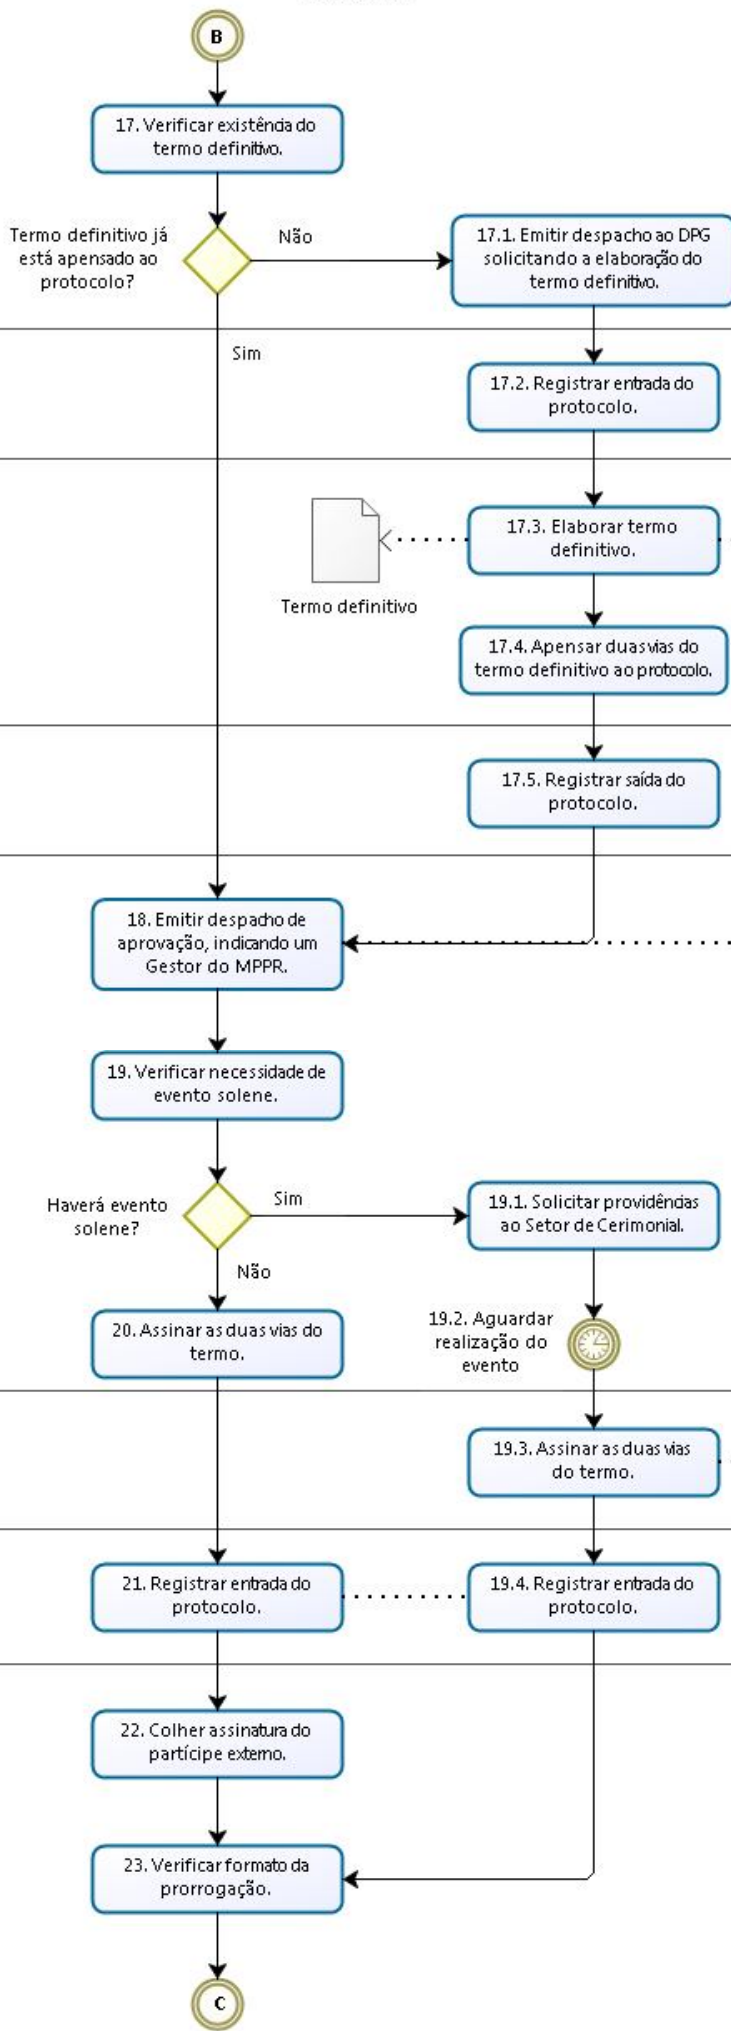 B
17. Verificar existência do
termo definitivo.
Termo definitivo já
está apensado ao
protocolo?
Não
17.1. Emitir despacho ao DPG
solicitando a elaboração do
termo definitivo.
Sim
17.2. Registrar entrada do
protocolo.
17.3. Elaborar termo
definitivo.
Termo definitivo
17.4. Apensar duas vias do
termo definitivo ao protocolo.
17.5. Registrar saída do
protocolo.
18. Emitir despacho de
aprovação, indicando um
Gestor do MPPR.
19. Verificar necessidade de
evento solene.
Haverá evento
solene?
Sim
19.1. Solicitar providências
ao Setor de Cerimonial.
Não
20. Assinar as duas vias do
termo.
19.2. Aguardar
realização do
evento
19.3. Assinar as duas vias
do termo.
21. Registrar entrada do
protocolo.
19.4. Registrar entrada do
protocolo.
22. Colher assinatura do
partícipe externo.
23. Verificar formato da
prorrogação.
C